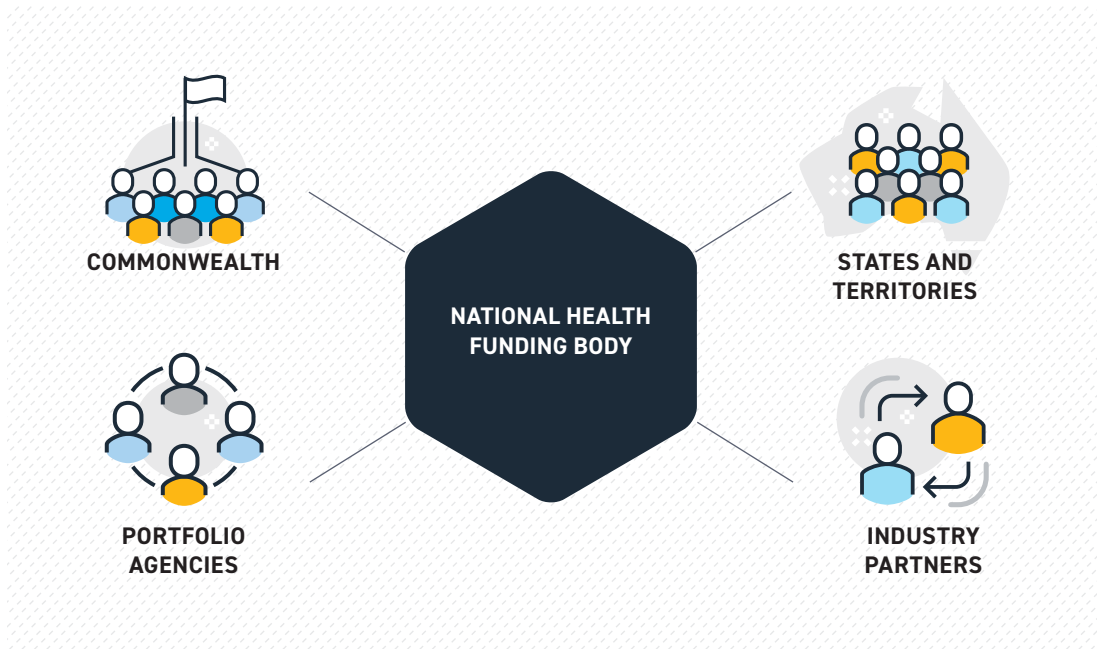 COMMONWEALTH
STATES AND
TERRITORIES
NATIONAL HEALTH
FUNDING BODY
PORTFOLIO
AGENCIES
INDUSTRY
PARTNERS